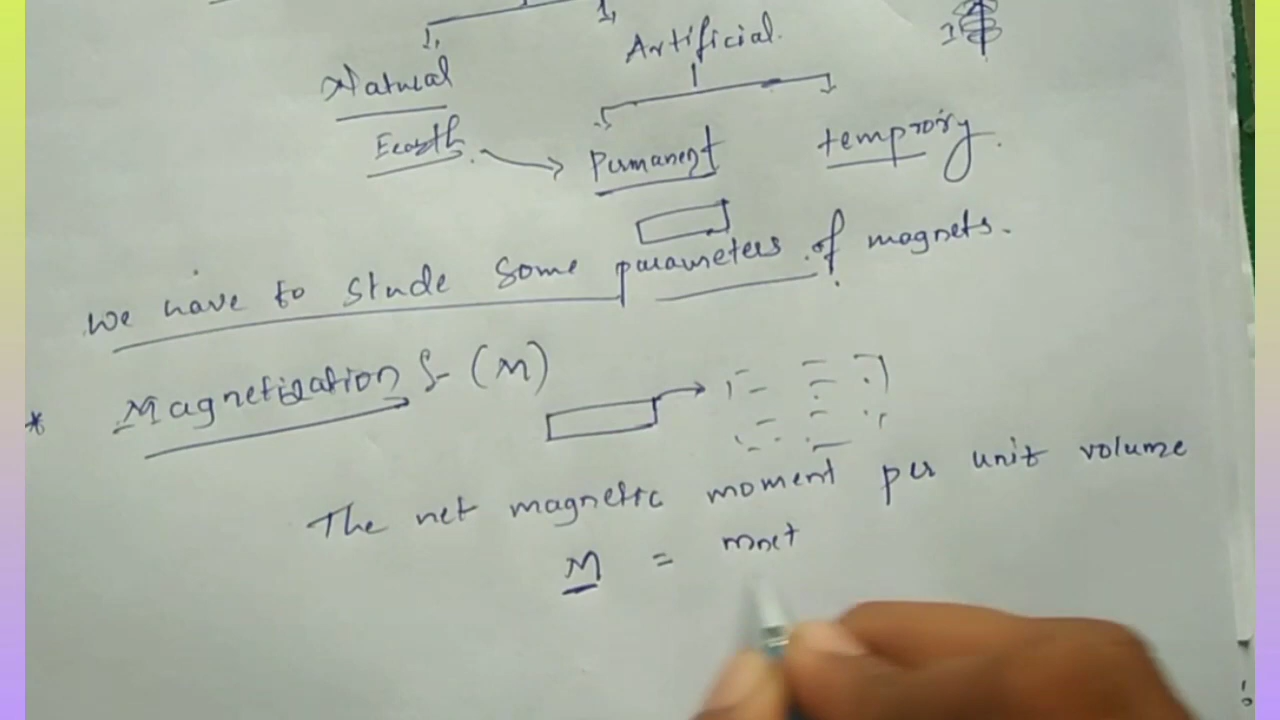 Artificial.
Natural
Earth
Permanent
temprory.
We have to stude some parameters of magnets.
* Magnetization :- (M)
The net magnetic moment per unit volume
M = mnet